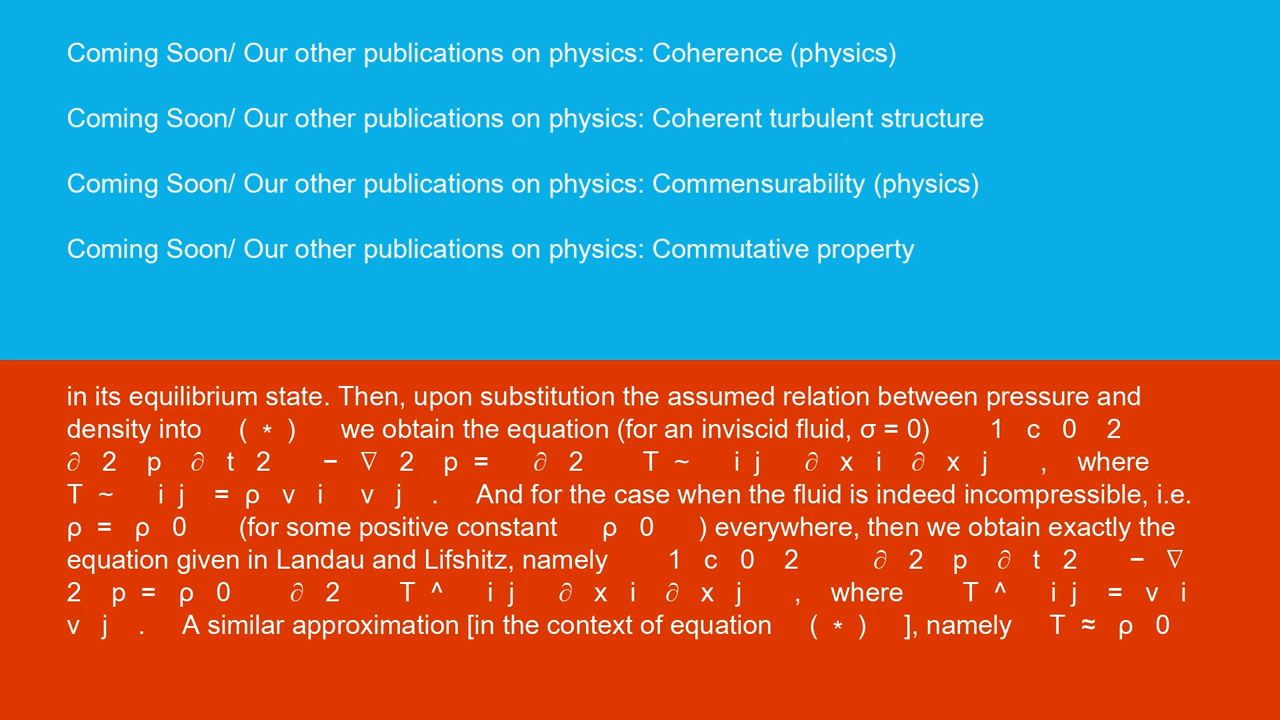 Coming Soon/ Our other publications on physics: Coherence (physics)
Coming Soon/ Our other publications on physics: Coherent turbulent structure
Coming Soon/ Our other publications on physics: Commensurability (physics)
Coming Soon/ Our other publications on physics: Commutative property
in its equilibrium state. Then, upon substitution the assumed relation between pressure and
density into ( * ) we obtain the equation (for an inviscid fluid, σ = 0) 1 c 0 2
∂ 2 p ∂ t 2 − ∇ 2 p = ∂ 2 T ~ i j ∂ x i ∂ x j , where
T ~ i j = ρ v i v j . And for the case when the fluid is indeed incompressible, i.e.
ρ = ρ 0 (for some positive constant ρ 0 ) everywhere, then we obtain exactly the
equation given in Landau and Lifshitz, namely 1 c 0 2 ∂ 2 p ∂ t 2 − ∇
2 p = ρ 0 ∂ 2 T ^ i j ∂ x i ∂ x j , where T ^ i j = v i
v j . A similar approximation [in the context of equation ( * ) ], namely T ≈ ρ 0